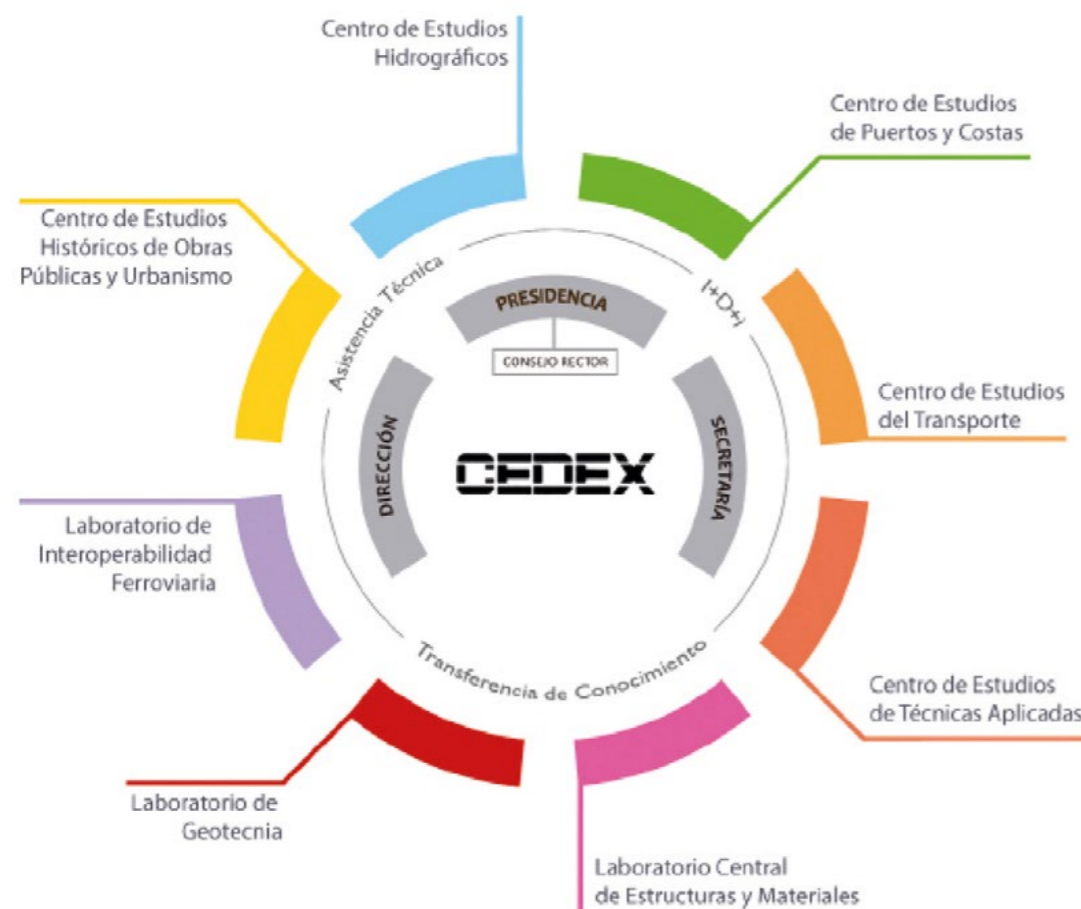 Centro de Estudios
Hidrográficos
Centro de Estudios
de Puertos y Costas
Centro de Estudios
Históricos de Obras
Públicas y Urbanismo
Asistencia Técnica
I+D+i
PRESIDENCIA
CONSEJO RECTOR
DIRECCIÓN
CEDEX
SECRETARÍA
Centro de Estudios
del Transporte
Laboratorio de
Interoperabilidad
Ferroviaria
Transferencia de Conocimiento
Centro de Estudios
de Técnicas Aplicadas
Laboratorio de
Geotecnia
Laboratorio Central
de Estructuras y Materiales